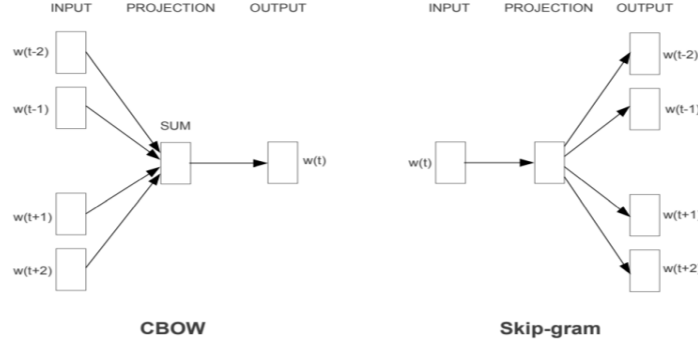 INPUT PROJECTION OUTPUT
w(t-2)
w(t-1)
SUM
w(t)
w(t+1)
w(t+2)
CBOW
INPUT PROJECTION OUTPUT
w(t-2)
w(t-1)
w(t)
w(t+1
w(t+2
Skip-gram